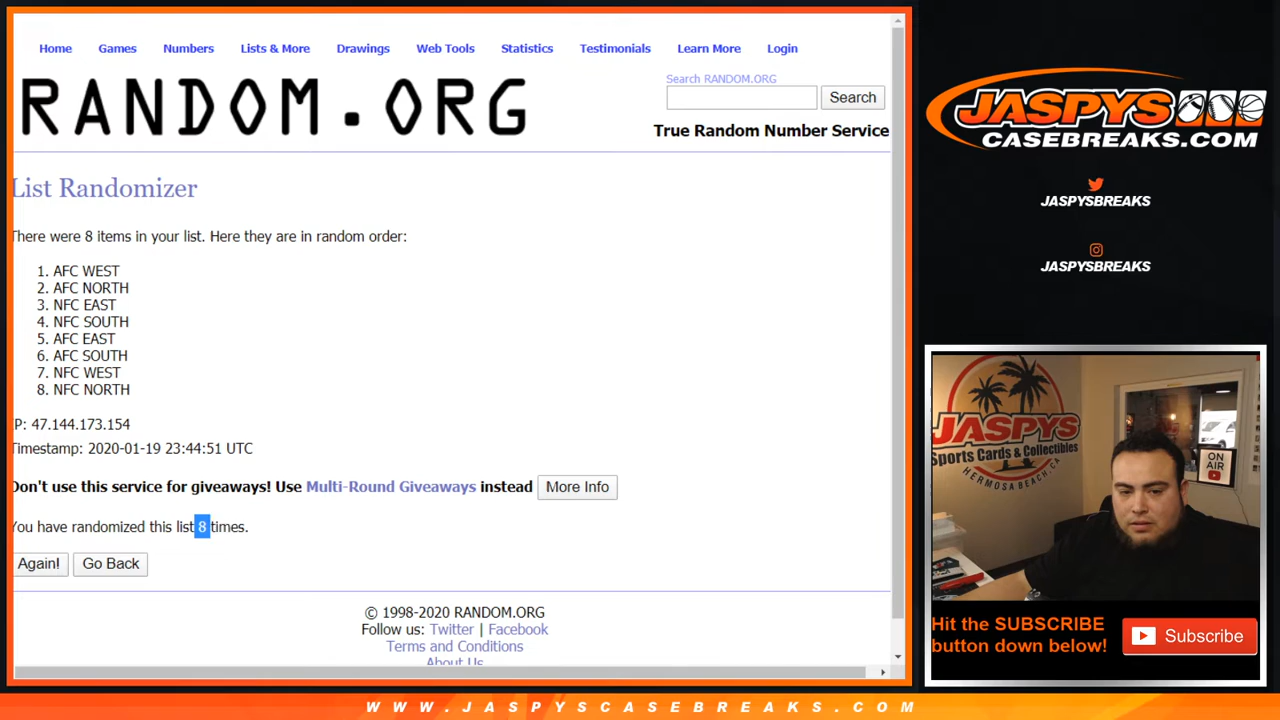 Home Games Numbers Lists & More Drawings Web Tools Statistics Testimonials Learn More Login
RANDOM.ORG
Search RANDOM.ORG
Search
True Random Number Service
List Randomizer
There were 8 items in your list. Here they are in random order:
1. AFC WEST
2. AFC NORTH
3. NFC EAST
4. NFC SOUTH
5. AFC EAST
6. AFC SOUTH
7. NFC WEST
8. NFC NORTH
IP: 47.144.173.154
Timestamp: 2020-01-19 23:44:51 UTC
Don't use this service for giveaways! Use Multi-Round Giveaways instead More Info
You have randomized this list 8 times.
Again! Go Back
© 1998-2020 RANDOM.ORG
Follow us: Twitter | Facebook
Terms and Conditions
About Us
JASPYS
CASEBREAKS.COM
JASPYSBREAKS
JASPYSBREAKS
JASPYS
Sports Cards & Collectibles
HERMOSA BEACH, CA
ON
AIR
Hit the SUBSCRIBE
button down below!
Subscribe
WWW.JASPYSCASEBREAKS.COM